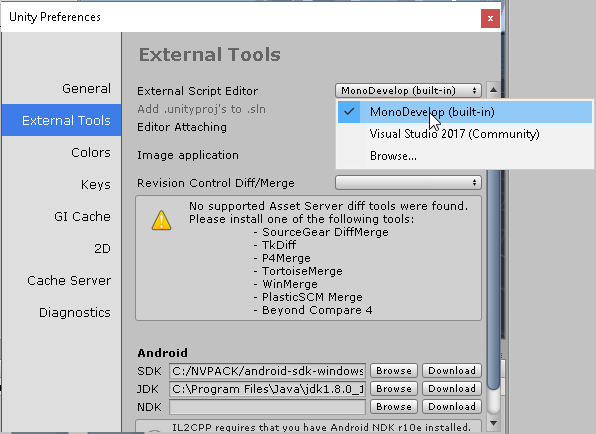 Unity Preferences
x
External Tools
General
External Tools
Colors
Keys
GI Cache
2D
Cache Server
Diagnostics
External Script Editor
MonoDevelop (built-in)
MonoDevelop (built-in)
Visual Studio 2017 (Community)
Browse...
Add .unityproj's to .sln
Editor Attaching
Image application
Revision Control Diff/Merge
No supported Asset Server diff tools were found.
Please install one of the following tools:
- SourceGear DiffMerge
- TkDiff
- P4Merge
- TortoiseMerge
- WinMerge
- PlasticSCM Merge
- Beyond Compare 4
Android
SDK C:/NVPACK/android-sdk-windows Browse Download
JDK C:\Program Files\Java\jdk1.8.0_1 Browse Download
NDK Browse Download
IL2CPP requires that you have Android NDK r10e installed.